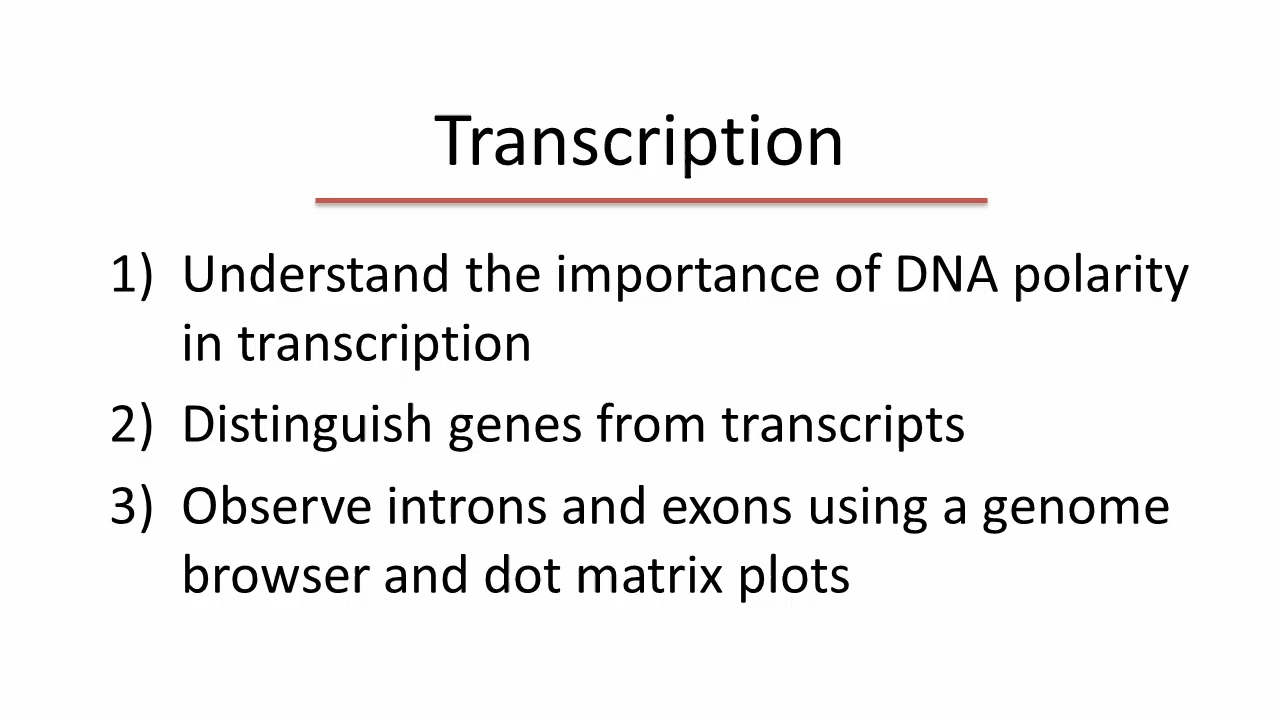 Transcription
1) Understand the importance of DNA polarity
in transcription
2) Distinguish genes from transcripts
3) Observe introns and exons using a genome
browser and dot matrix plots